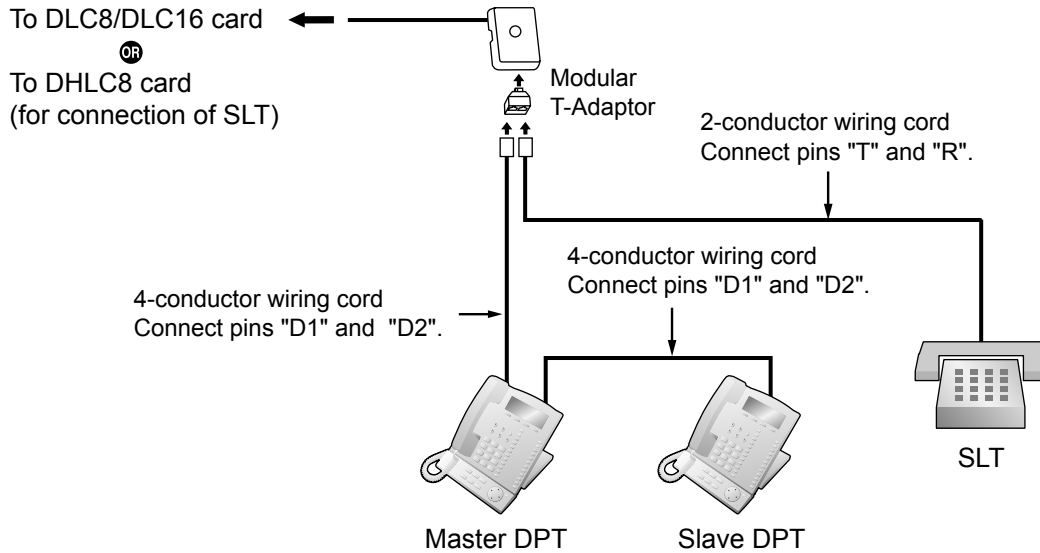 To DLC8/DLC16 card
OR
To DHLC8 card
(for connection of SLT)
Modular
T-Adaptor
2-conductor wiring cord
Connect pins "T" and "R".
4-conductor wiring cord
Connect pins "D1" and "D2".
4-conductor wiring cord
Connect pins "D1" and "D2".
SLT
Master DPT
Slave DPT